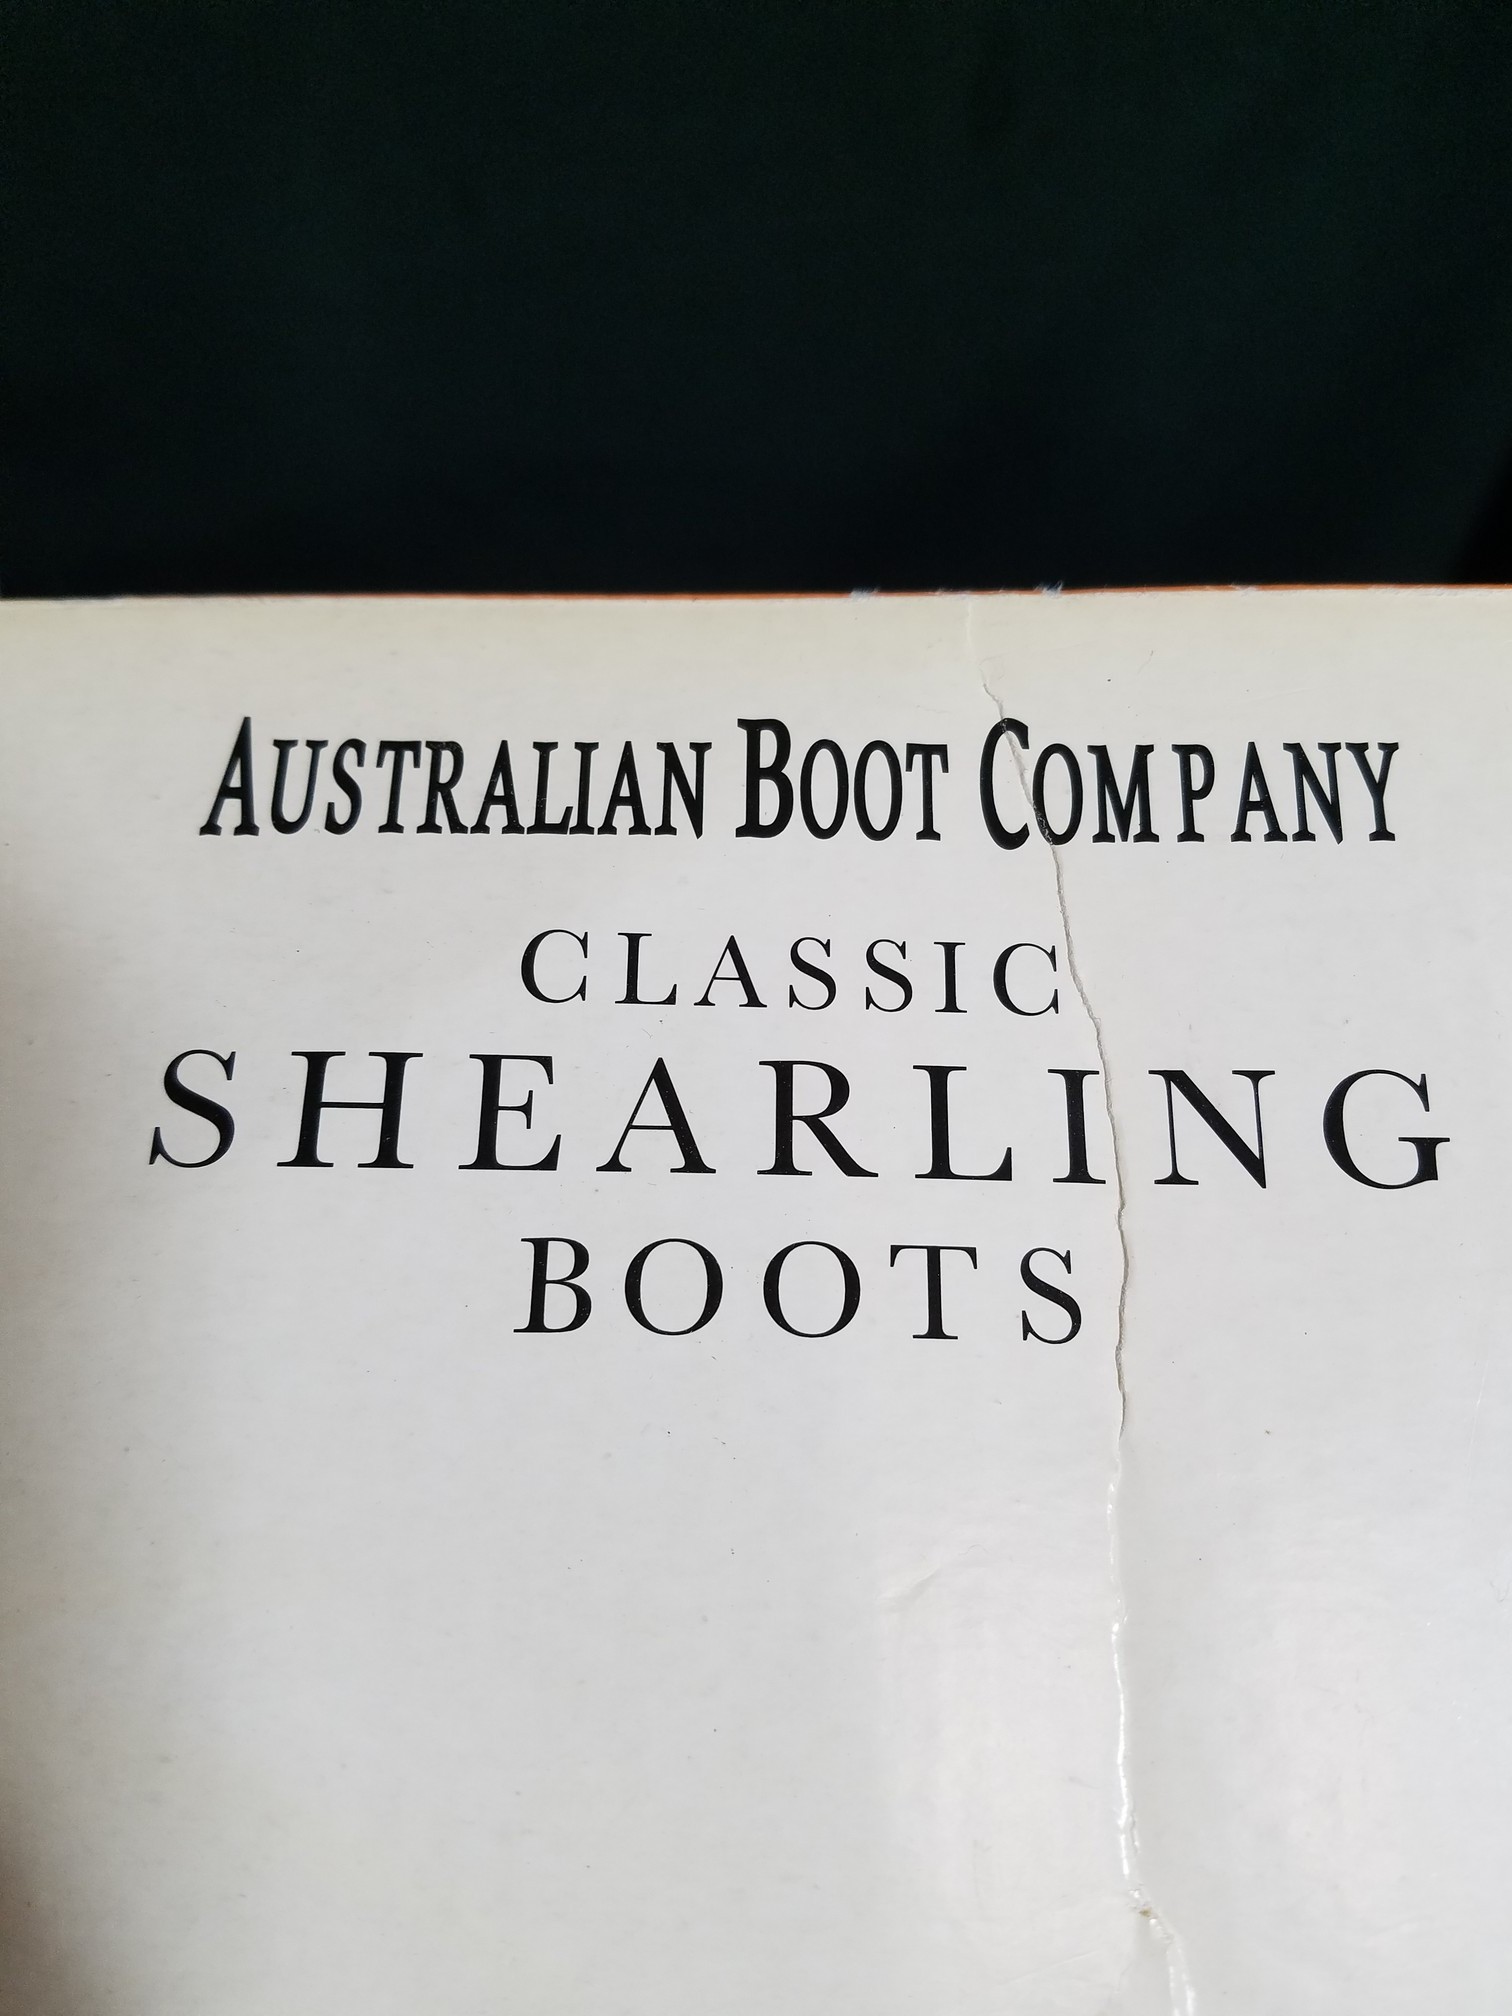 AUSTRALIAN BOOT COMPANY
CLASSIC
SHEARLING
BOOTS